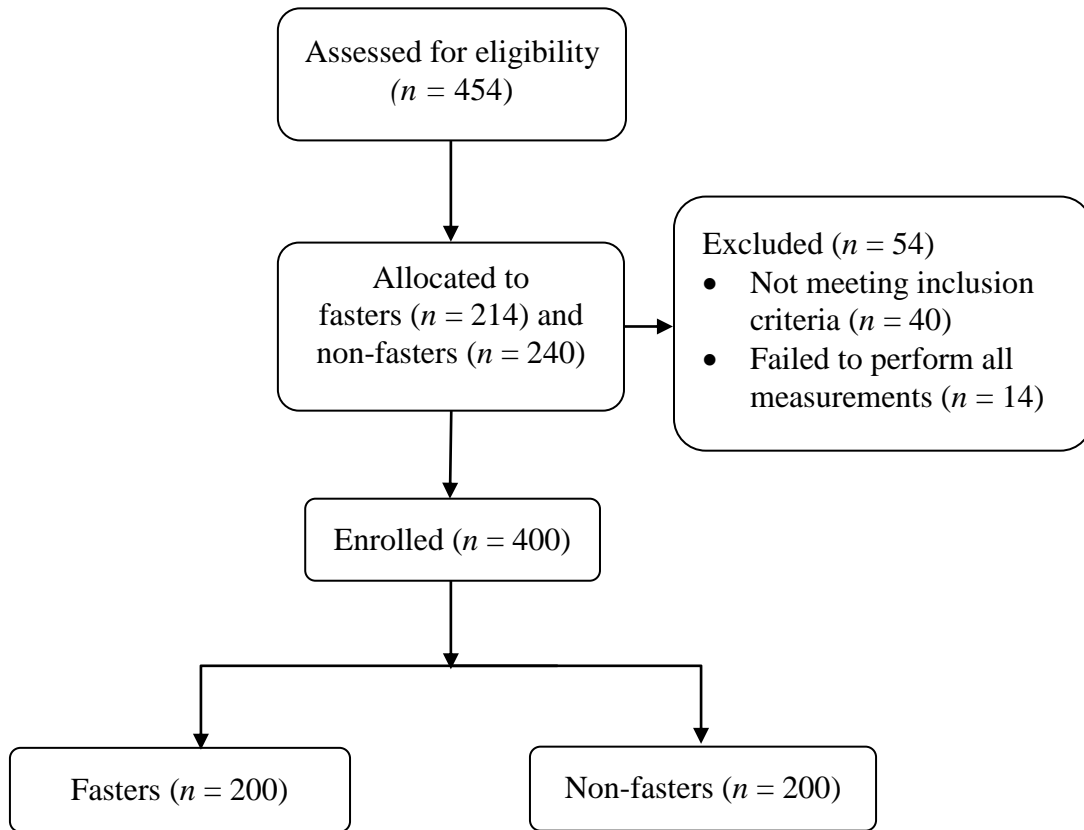 Assessed for eligibility
(n = 454)
Allocated to
fasters (n = 214) and
non-fasters (n = 240)
Excluded (n = 54)
• Not meeting inclusion
criteria (n = 40)
• Failed to perform all
measurements (n = 14)
Enrolled (n = 400)
Fasters (n = 200)
Non-fasters (n = 200)